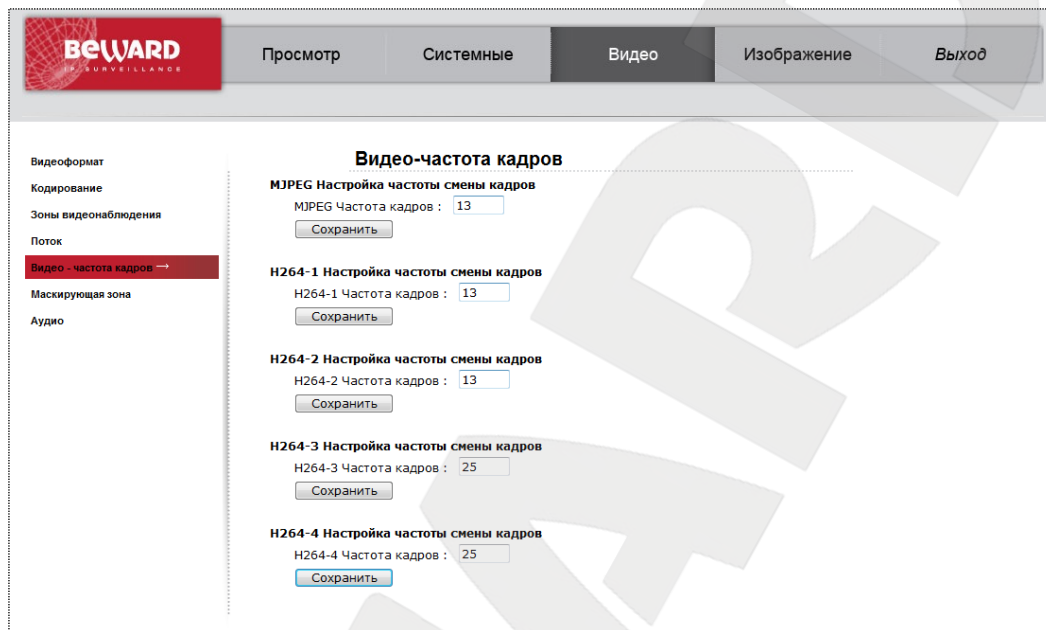 BEWARD
IP SURVEILLANCE
Просмотр
Системные
Видео
Изображение
Выход
Видеоформат
Кодирование
Зоны видеонаблюдения
Поток
Видео - частота кадров →
Маскирующая зона
Аудио
Видео-частота кадров
MJPEG Настройка частоты смены кадров
MJPEG Частота кадров : 13
Сохранить
H264-1 Настройка частоты смены кадров
H264-1 Частота кадров : 13
Сохранить
H264-2 Настройка частоты смены кадров
H264-2 Частота кадров : 13
Сохранить
H264-3 Настройка частоты смены кадров
H264-3 Частота кадров : 25
Сохранить
H264-4 Настройка частоты смены кадров
H264-4 Частота кадров : 25
Сохранить